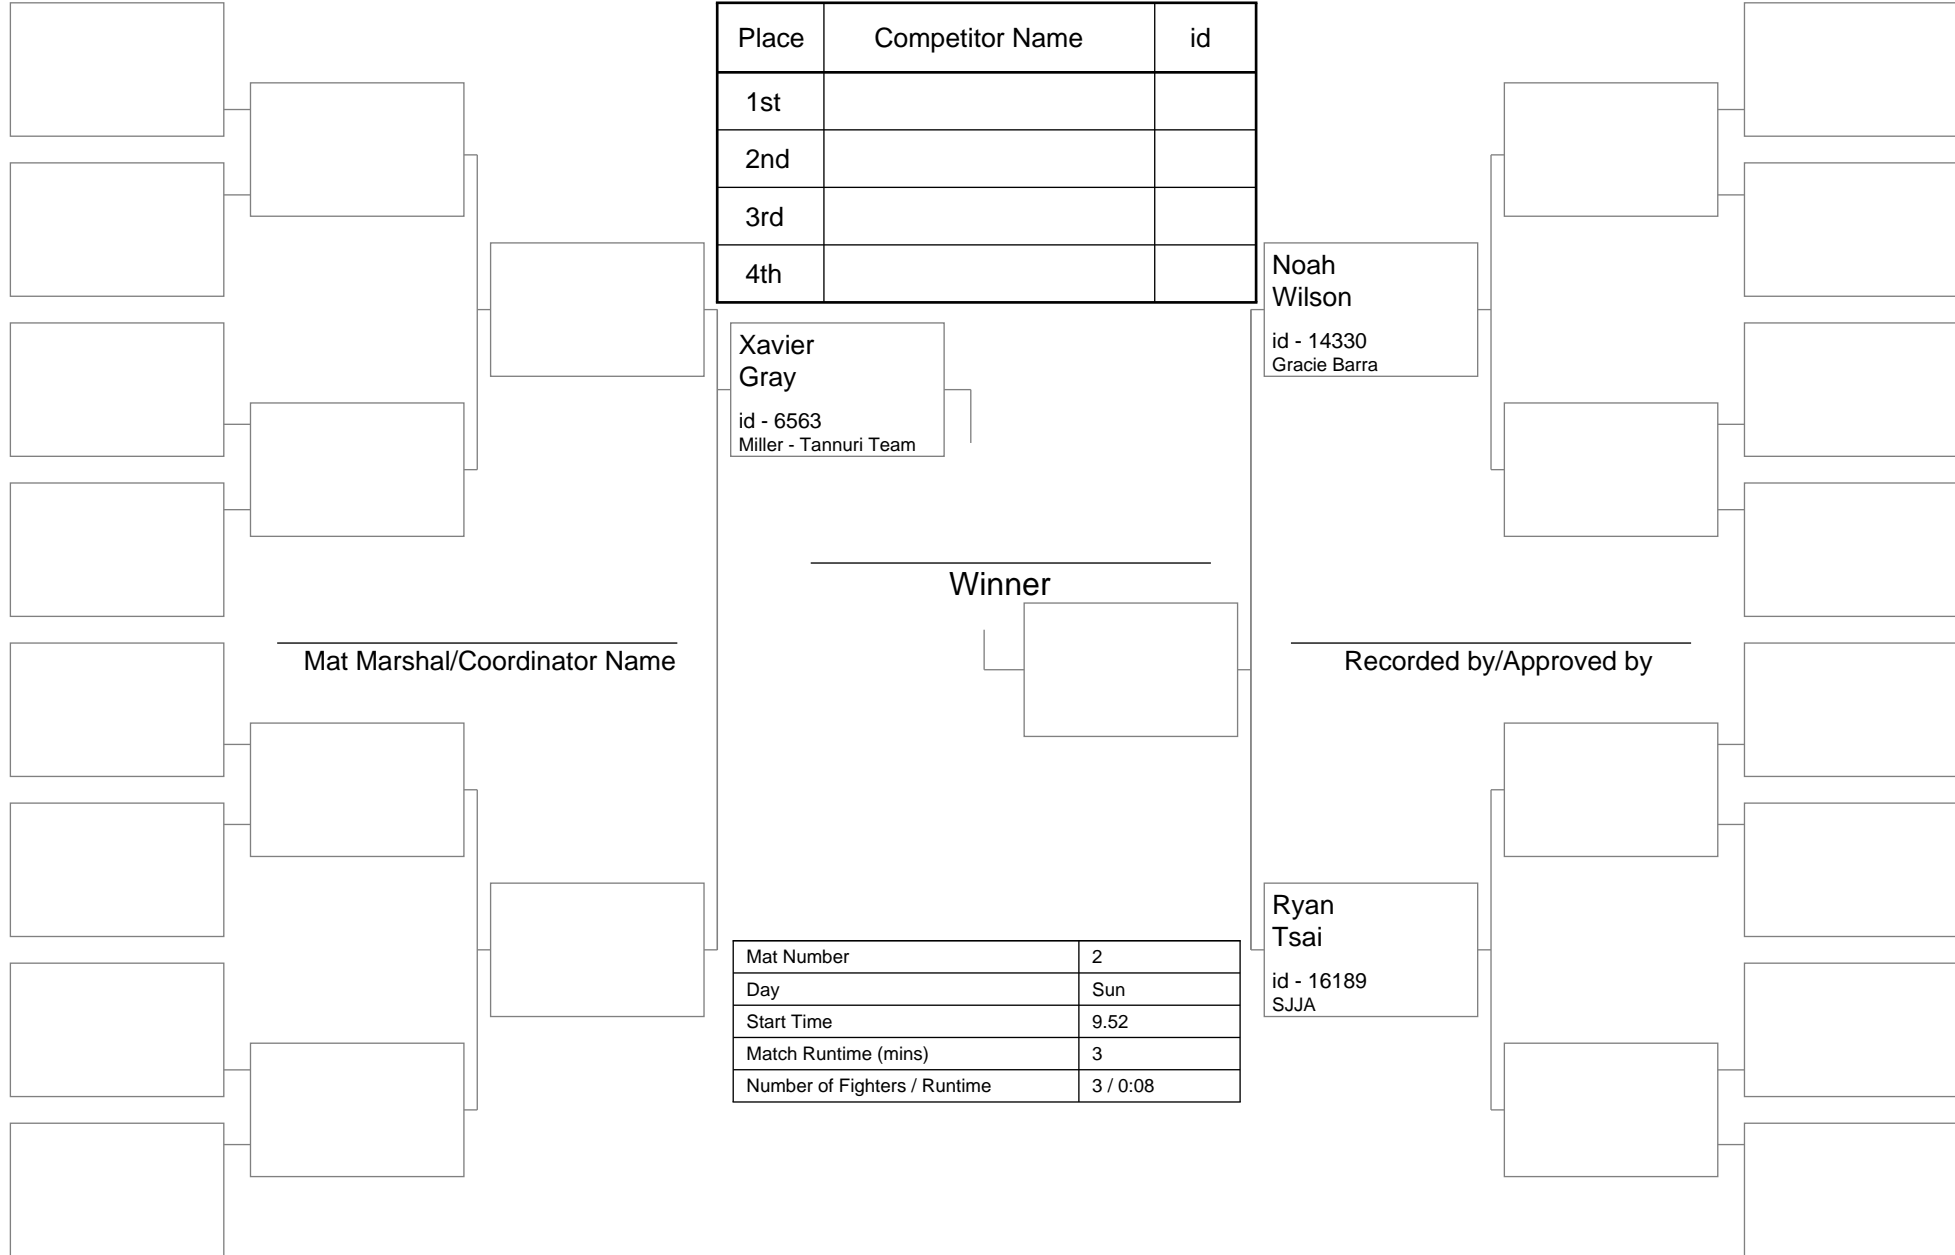 Place Competitor Name id
1st
2nd
3rd
4th
Noah
Wilson
id - 14330
Gracie Barra
Xavier
Gray
id - 6563
Miller - Tannuri Team
Winner
Mat Marshal/Coordinator Name
Recorded by/Approved by
Ryan
Tsai
id - 16189
SJJA
Mat Number 2
Day Sun
Start Time 9.52
Match Runtime (mins) 3
Number of Fighters / Runtime 3 / 0:08